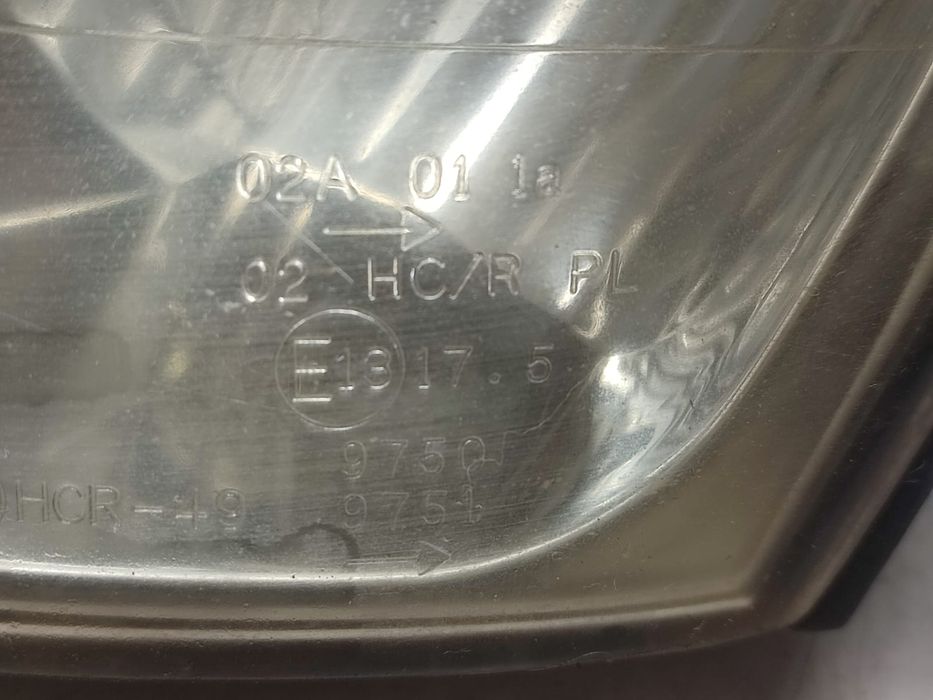 02A 01 1a
02 HC/R PL
E13 17.5
9750
HCR-49 9751